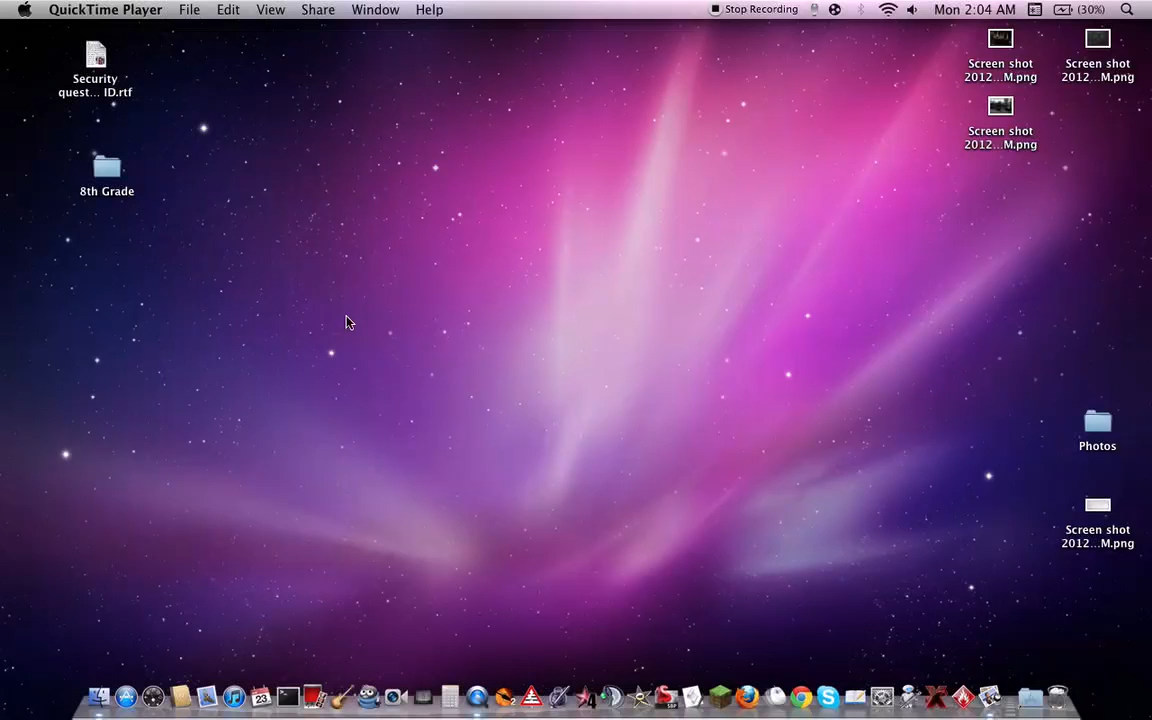 QuickTime Player File Edit View Share Window Help Stop Recording Mon 2:04 AM (30%)
Security
quest... ID.rtf
8th Grade
Screen shot
2012...M.png
Screen shot
2012...M.png
Screen shot
2012...M.png
Photos
Screen shot
2012...M.png
23